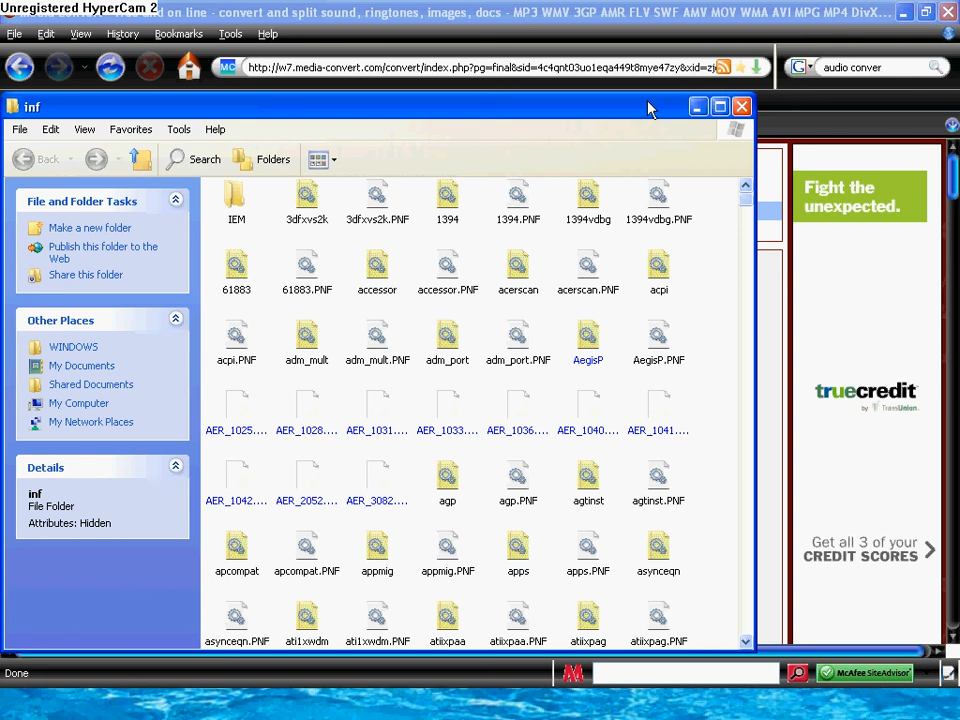 Unregistered HyperCam 2
and on line - convert and split sound, ringtones, images, docs - MP3 WMV 3GP AMR FLV SWF AMV MOV WMA AVI MPG MP4 DivX...
File Edit View History Bookmarks Tools Help
MC http://w7.media-convert.com/convert/index.php?pg=final&sid=4c4qnt03uo1eqa449t8mye47zy&xid=zj
G audio conver
inf
File Edit View Favorites Tools Help
Back Search Folders
File and Folder Tasks
Make a new folder
Publish this folder to the
Web
Share this folder
Other Places
WINDOWS
My Documents
Shared Documents
My Computer
My Network Places
Details
inf
File Folder
Attributes: Hidden
IEM 3dfxvs2k 3dfxvs2k.PNF 1394 1394.PNF 1394vdbg 1394vdbg.PNF
61883 61883.PNF accessor accessor.PNF acerscan acerscan.PNF acpi
acpi.PNF adm_mult adm_mult.PNF adm_port adm_port.PNF AegisP AegisP.PNF
AER_1025.... AER_1028.... AER_1031.... AER_1033.... AER_1036.... AER_1040.... AER_1041....
AER_1042.... AER_2052.... AER_3082.... agp agp.PNF agtinst agtinst.PNF
apcompat apcompat.PNF appmig appmig.PNF apps apps.PNF asynceqn
asynceqn.PNF ati1xwdm ati1xwdm.PNF atiixpaa atiixpaa.PNF atiixpag atiixpag.PNF
Fight the
unexpected.
truecredit
by TransUnion.
Get all 3 of your
CREDIT SCORES
Done
McAfee SiteAdvisor